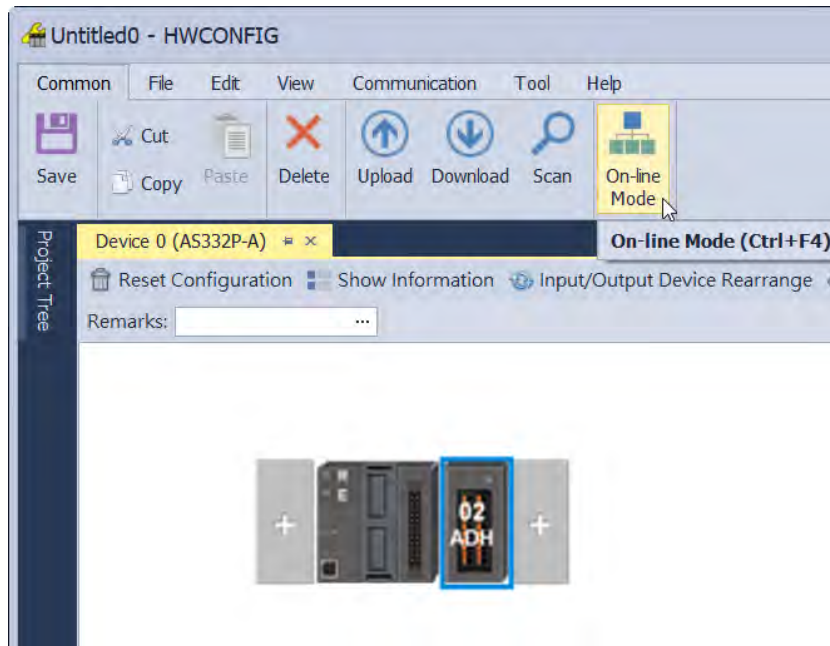 Untitled0 - HWCONFIG
Common File Edit View Communication Tool Help
Save Cut Copy Paste Delete Upload Download Scan On-line Mode
Project Tree
Device 0 (AS332P-A)
On-line Mode (Ctrl+F4)
Reset Configuration Show Information Input/Output Device Rearrange
Remarks: ...
R
E
02
ADH